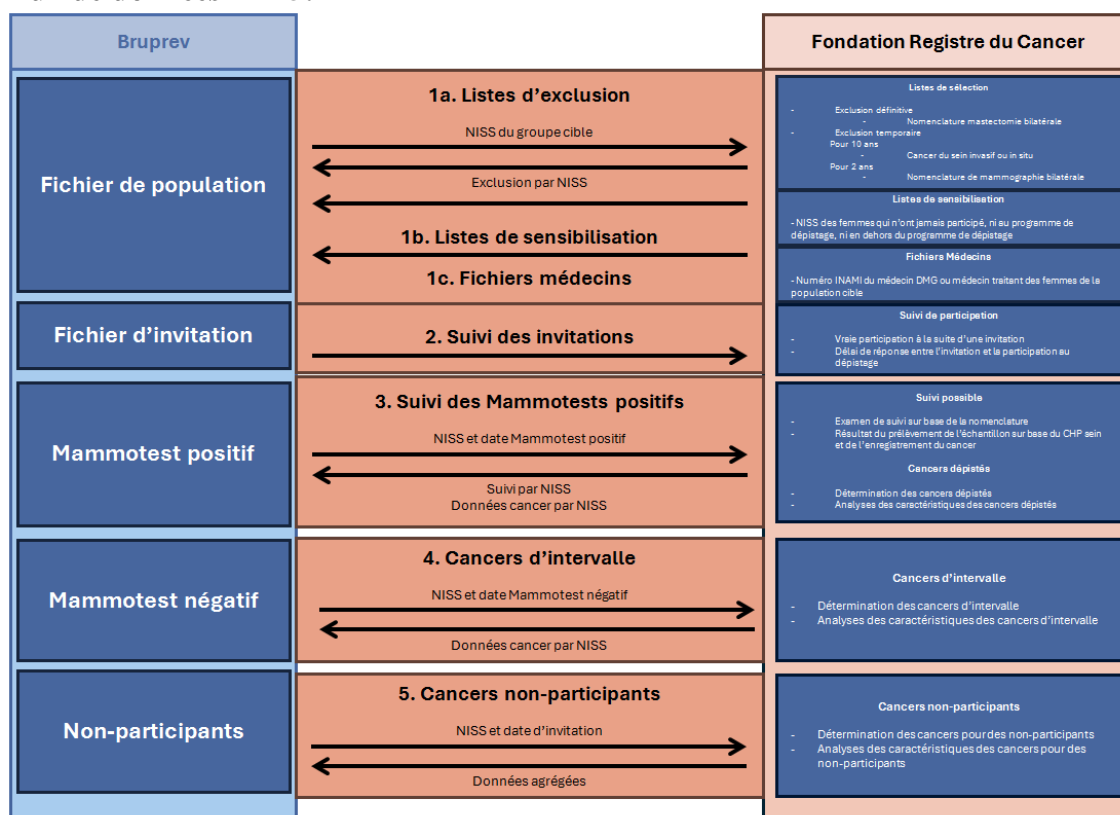 Bruprev
Fondation Registre du Cancer
Fichier de population
1a. Listes d'exclusion
NISS du groupe cible
Exclusion par NISS
1b. Listes de sensibilisation
1c. Fichiers médecins
Listes de sélection
- Exclusion définitive
- Nomenclature mastectomie bilatérale
- Exclusion temporaire
Pour 10 ans
- Cancer du sein invasif ou in situ
Pour 2 ans
- Nomenclature de mammographie bilatérale
Listes de sensibilisation
- NISS des femmes qui n'ont jamais participé, ni au programme de
dépistage, ni en dehors du programme de dépistage
Fichiers Médecins
- Numéro INAMI du médecin DMG ou médecin traitant des femmes de la
population cible
Fichier d'invitation
2. Suivi des invitations
Suivi de participation
- Vraie participation à la suite d'une invitation
- Délai de réponse entre l'invitation et la participation au
dépistage
Mammotest positif
3. Suivi des Mammotests positifs
NISS et date Mammotest positif
Suivi par NISS
Données cancer par NISS
Suivi possible
- Examen de suivi sur base de la nomenclature
- Résultat du prélèvement de l'échantillon sur base du CHP sein
et de l'enregistrement du cancer
Cancers dépistés
- Détermination des cancers dépistés
- Analyses des caractéristiques des cancers dépistés
Mammotest négatif
4. Cancers d'intervalle
NISS et date Mammotest négatif
Données cancer par NISS
Cancers d'intervalle
- Détermination des cancers d'intervalle
- Analyses des caractéristiques des cancers d'intervalle
Non-participants
5. Cancers non-participants
NISS et date d'invitation
Données agrégées
Cancers non-participants
- Détermination des cancers pour des non-participants
- Analyses des caractéristiques des cancers pour des
non-participants